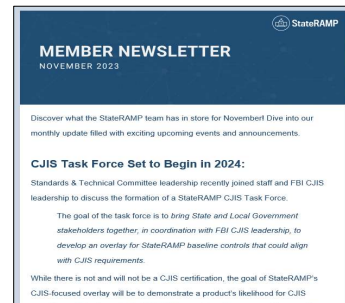 StateRAMP
MEMBER NEWSLETTER
NOVEMBER 2023
Discover what the StateRAMP team has in store for November! Dive into our
monthly update filled with exciting upcoming events and announcements.
CJIS Task Force Set to Begin in 2024:
Standards & Technical Committee leadership recently joined staff and FBI CJIS
leadership to discuss the formation of a StateRAMP CJIS Task Force.
The goal of the task force is to bring State and Local Government
stakeholders together, in coordination with FBI CJIS leadership, to
develop an overlay for StateRAMP baseline controls that could align
with CJIS requirements.
While there is not and will not be a CJIS certification, the goal of StateRAMP's
CJIS-focused overlay will be to demonstrate a product's likelihood for CJIS